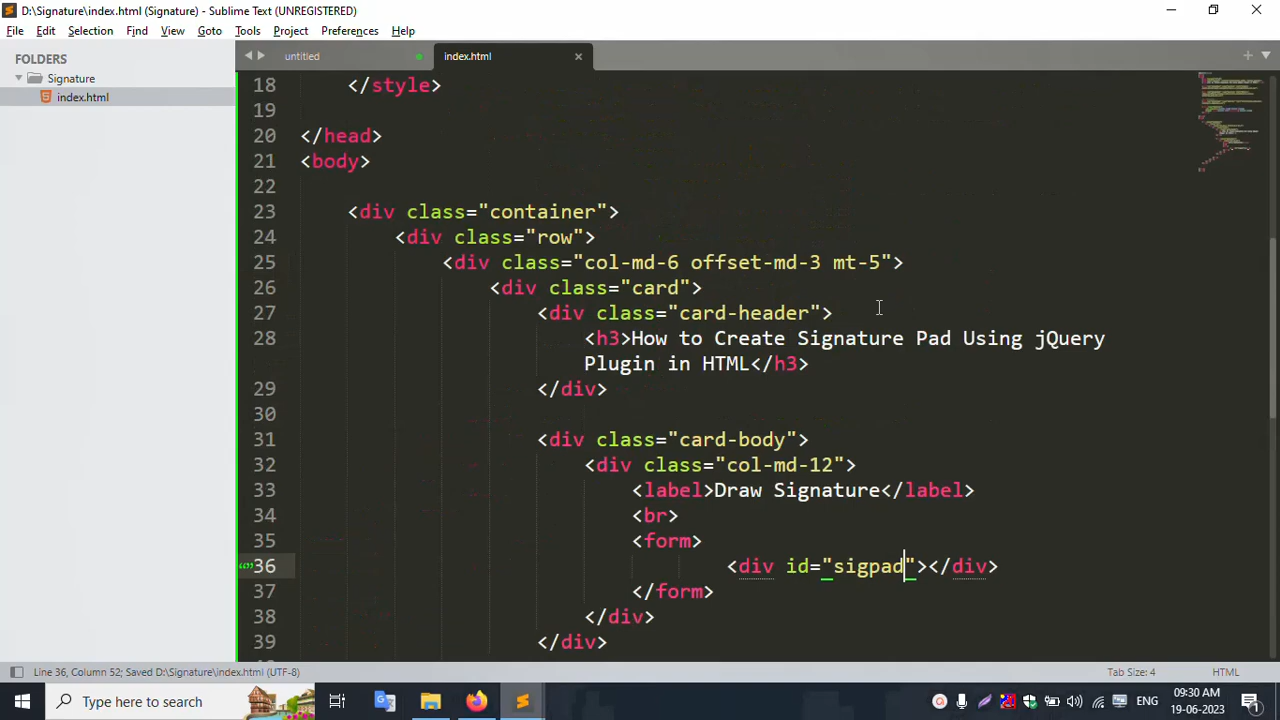 D:\Signature\index.html (Signature) - Sublime Text (UNREGISTERED)
File Edit Selection Find View Goto Tools Project Preferences Help
FOLDERS
Signature
index.html
untitled
index.html
18 </style>
19
20 </head>
21 <body>
22
23 <div class="container">
24 <div class="row">
25 <div class="col-md-6 offset-md-3 mt-5">
26 <div class="card">
27 <div class="card-header">
28 <h3>How to Create Signature Pad Using jQuery
Plugin in HTML</h3>
29 </div>
30
31 <div class="card-body">
32 <div class="col-md-12">
33 <label>Draw Signature</label>
34 <br>
35 <form>
36 <div id="sigpad"></div>
37 </form>
38 </div>
39 </div>
Line 36, Column 52; Saved D:\Signature\index.html (UTF-8)
Tab Size: 4
HTML
Type here to search
ENG
09:30 AM
19-06-2023